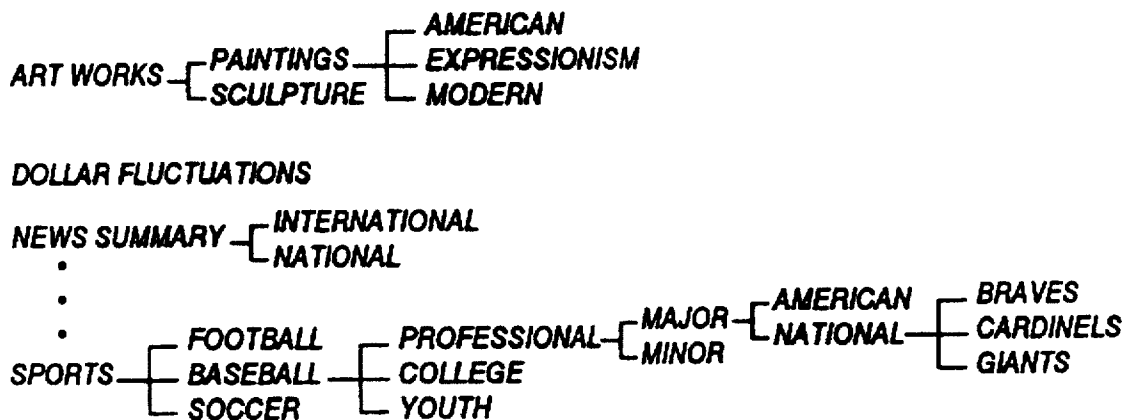 AMERICAN
ART WORKS PAINTINGS EXPRESSIONISM
SCULPTURE MODERN
DOLLAR FLUCTUATIONS
NEWS SUMMARY INTERNATIONAL
NATIONAL
MAJOR AMERICAN BRAVES
FOOTBALL PROFESSIONAL MINOR NATIONAL CARDINELS
SPORTS BASEBALL COLLEGE GIANTS
SOCCER YOUTH